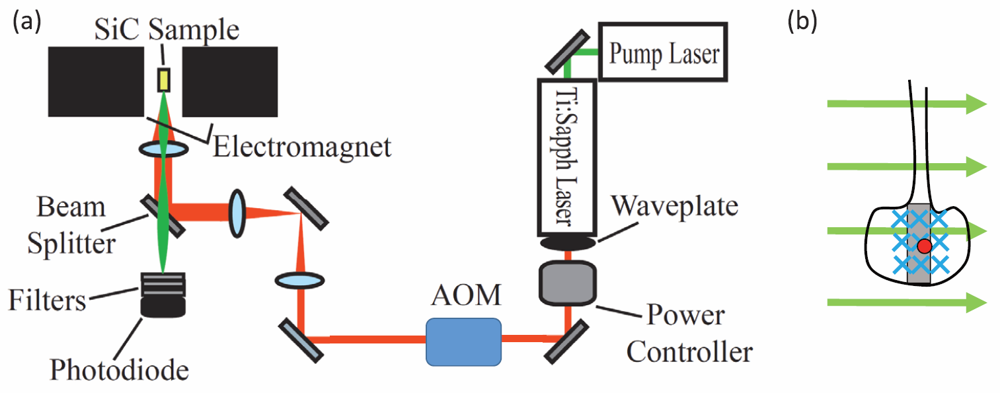 (a)
SiC Sample
Electromagnet
Beam
Splitter
Filters
Photodiode
AOM
Pump Laser
Ti:Sapph Laser
Waveplate
Power
Controller
(b)